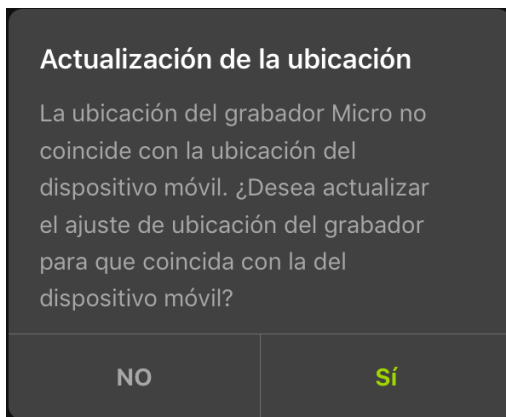 Actualización de la ubicación
La ubicación del grabador Micro no
coincide con la ubicación del
dispositivo móvil. ¿Desea actualizar
el ajuste de ubicación del grabador
para que coincida con la del
dispositivo móvil?
NO
Sí